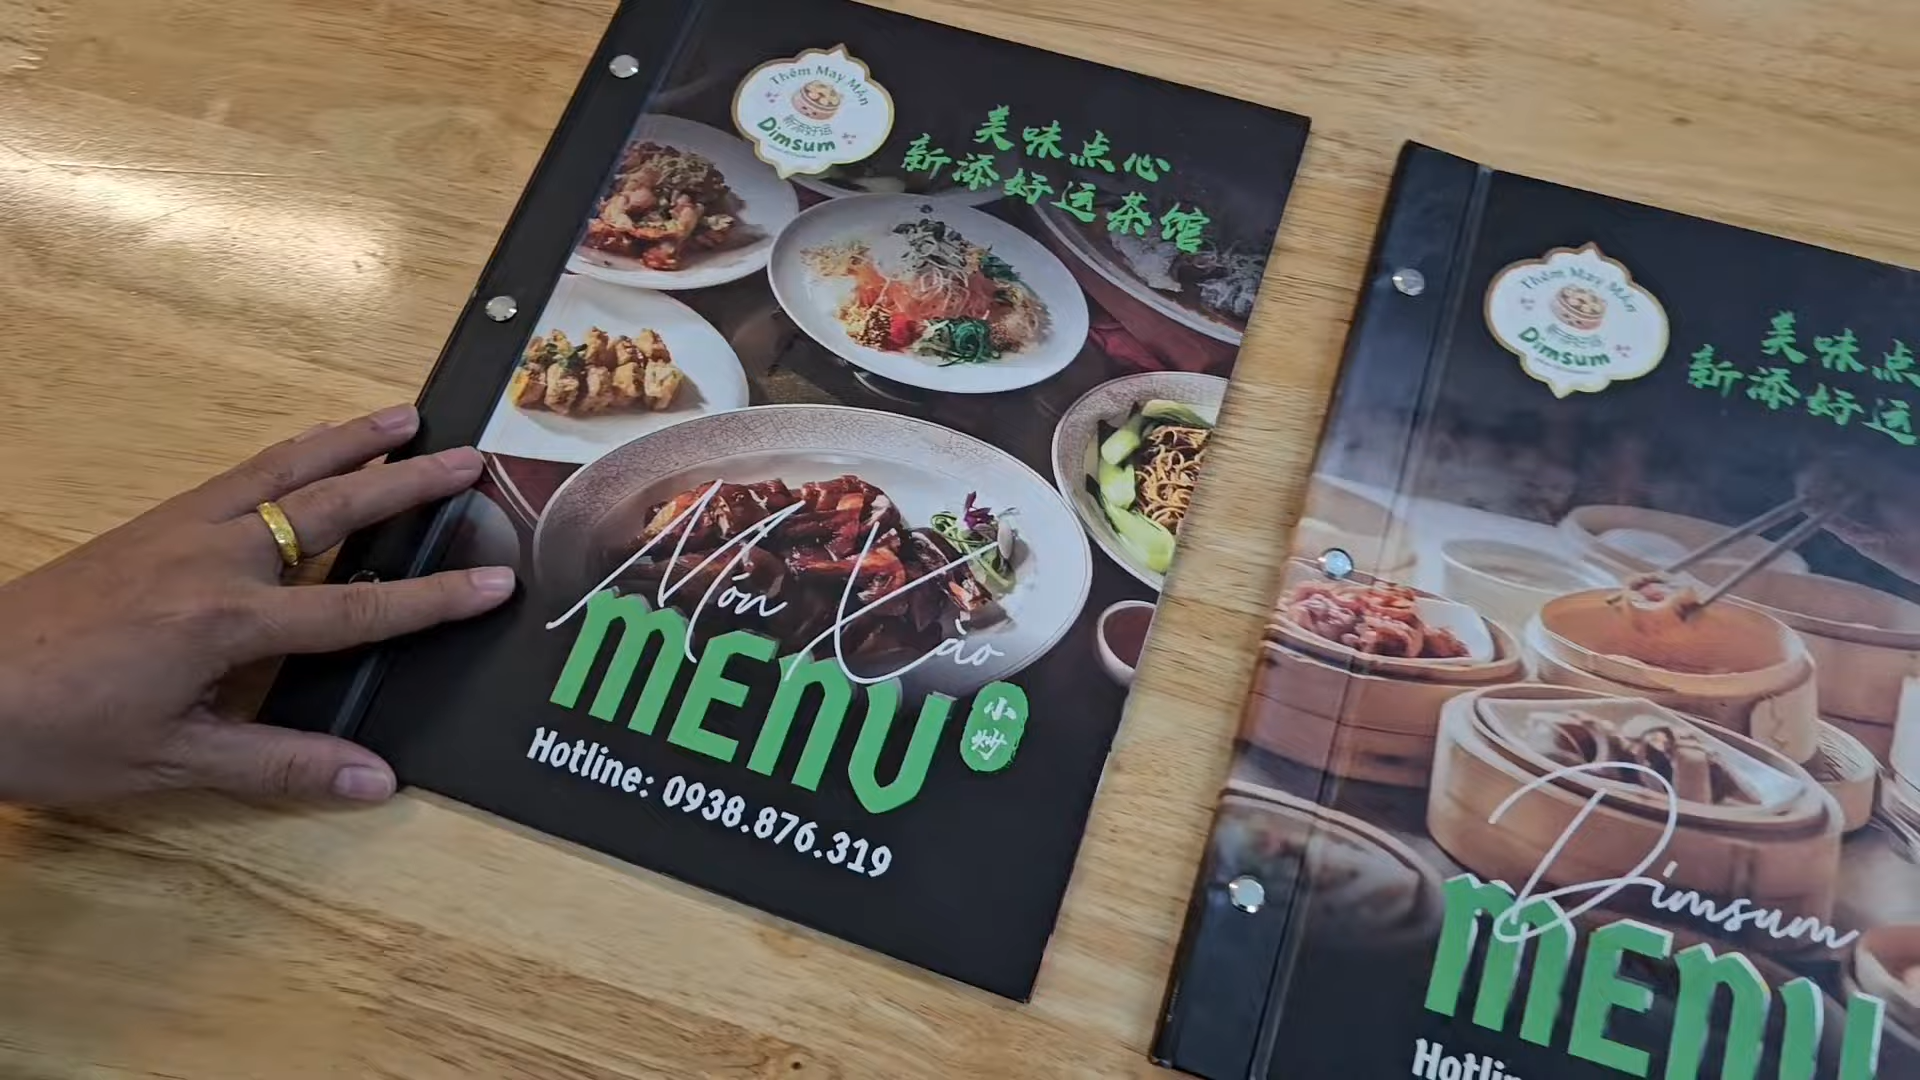 Thêm May Mắn
新添好运
Dimsum
美味点心
新添好运茶馆
Món Xào
MENU
小炒
Hotline: 0938.876.319
Thêm May Mắn
新添好运
Dimsum
美味点
新添好运
Dimsum
MENU